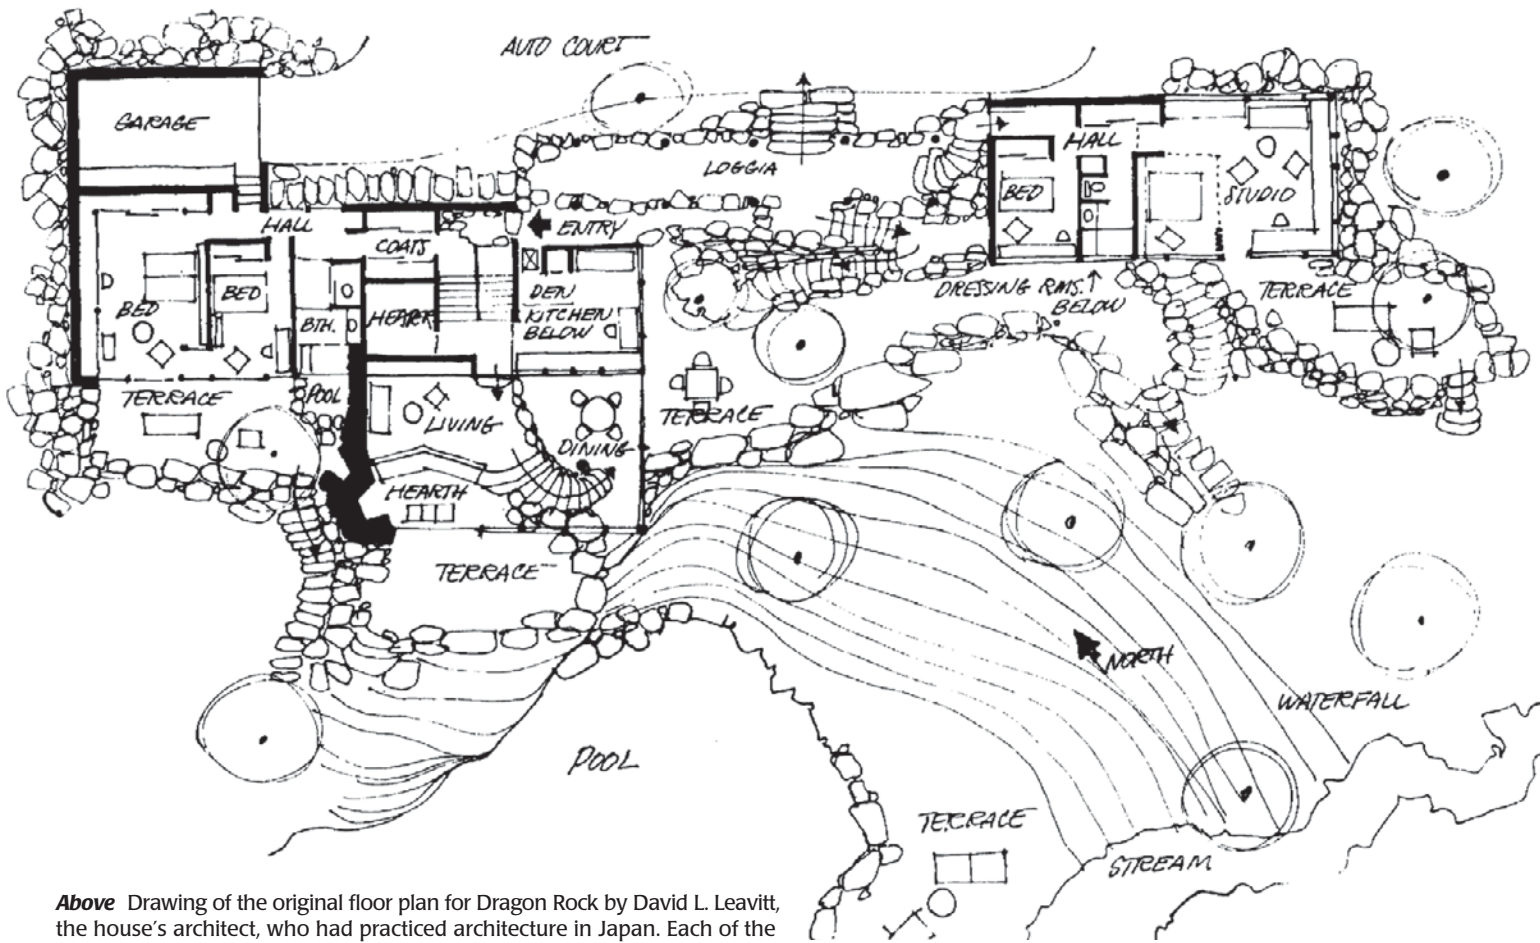 AUTO COURT
GARAGE
HALL
LOGGIA
BED
STUDIO
HALL
ENTRY
COATS
BED
BED
BTH.
DEN
KITCHEN
BELOW
DRESSING RMS.
BELOW
TERRACE
TERRACE
POOL
LIVING
DINING
TERRACE
HEARTH
TERRACE
NORTH
WATERFALL
POOL
TERRACE
STREAM
Above Drawing of the original floor plan for Dragon Rock by David L. Leavitt,
the house's architect, who had practiced architecture in Japan. Each of the